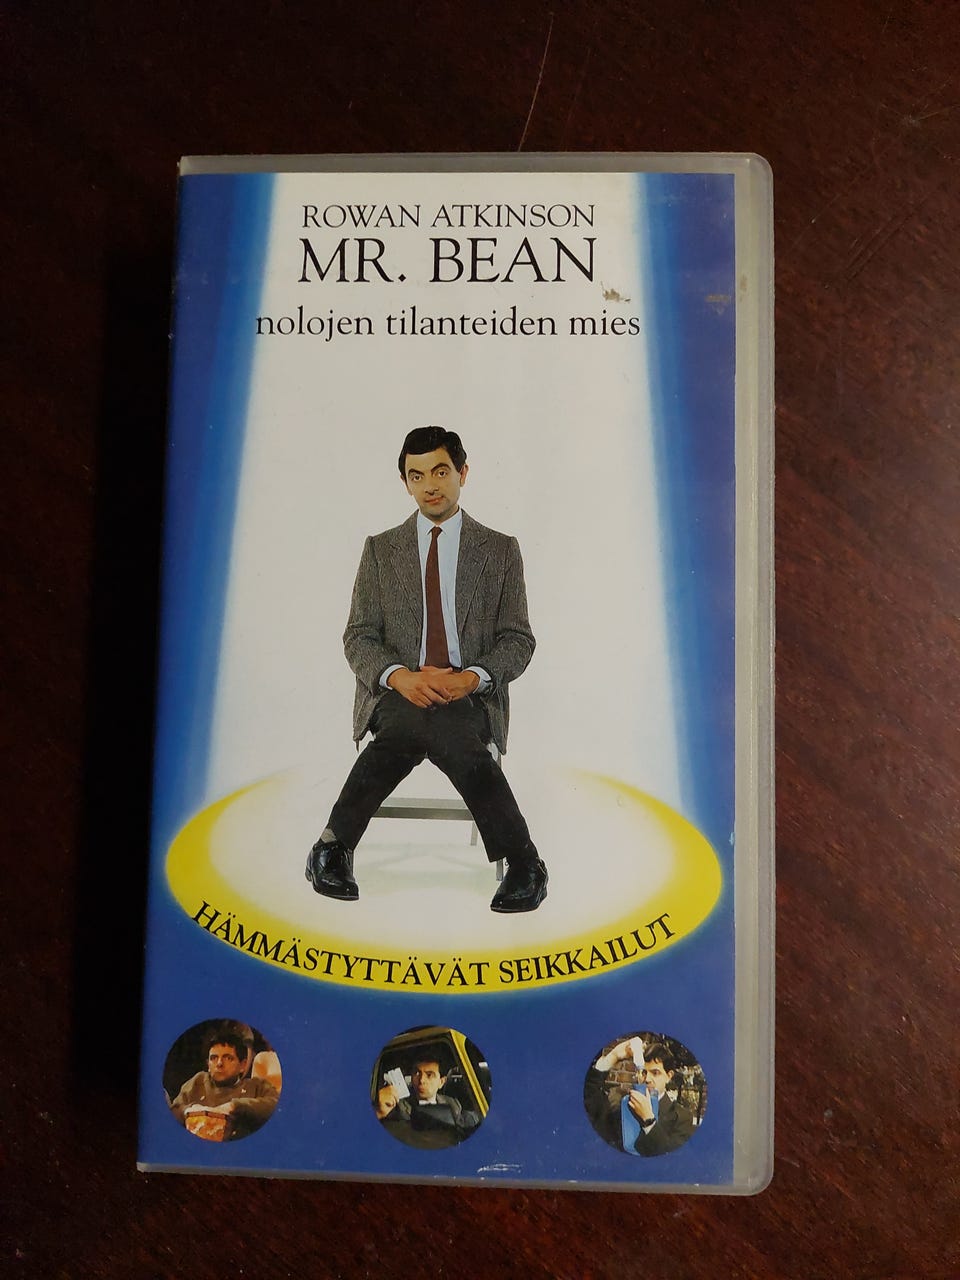 ROWAN ATKINSON
MR. BEAN
nolojen tilanteiden mies
HÄMMÄSTYTTÄVÄT SEIKKAILUT